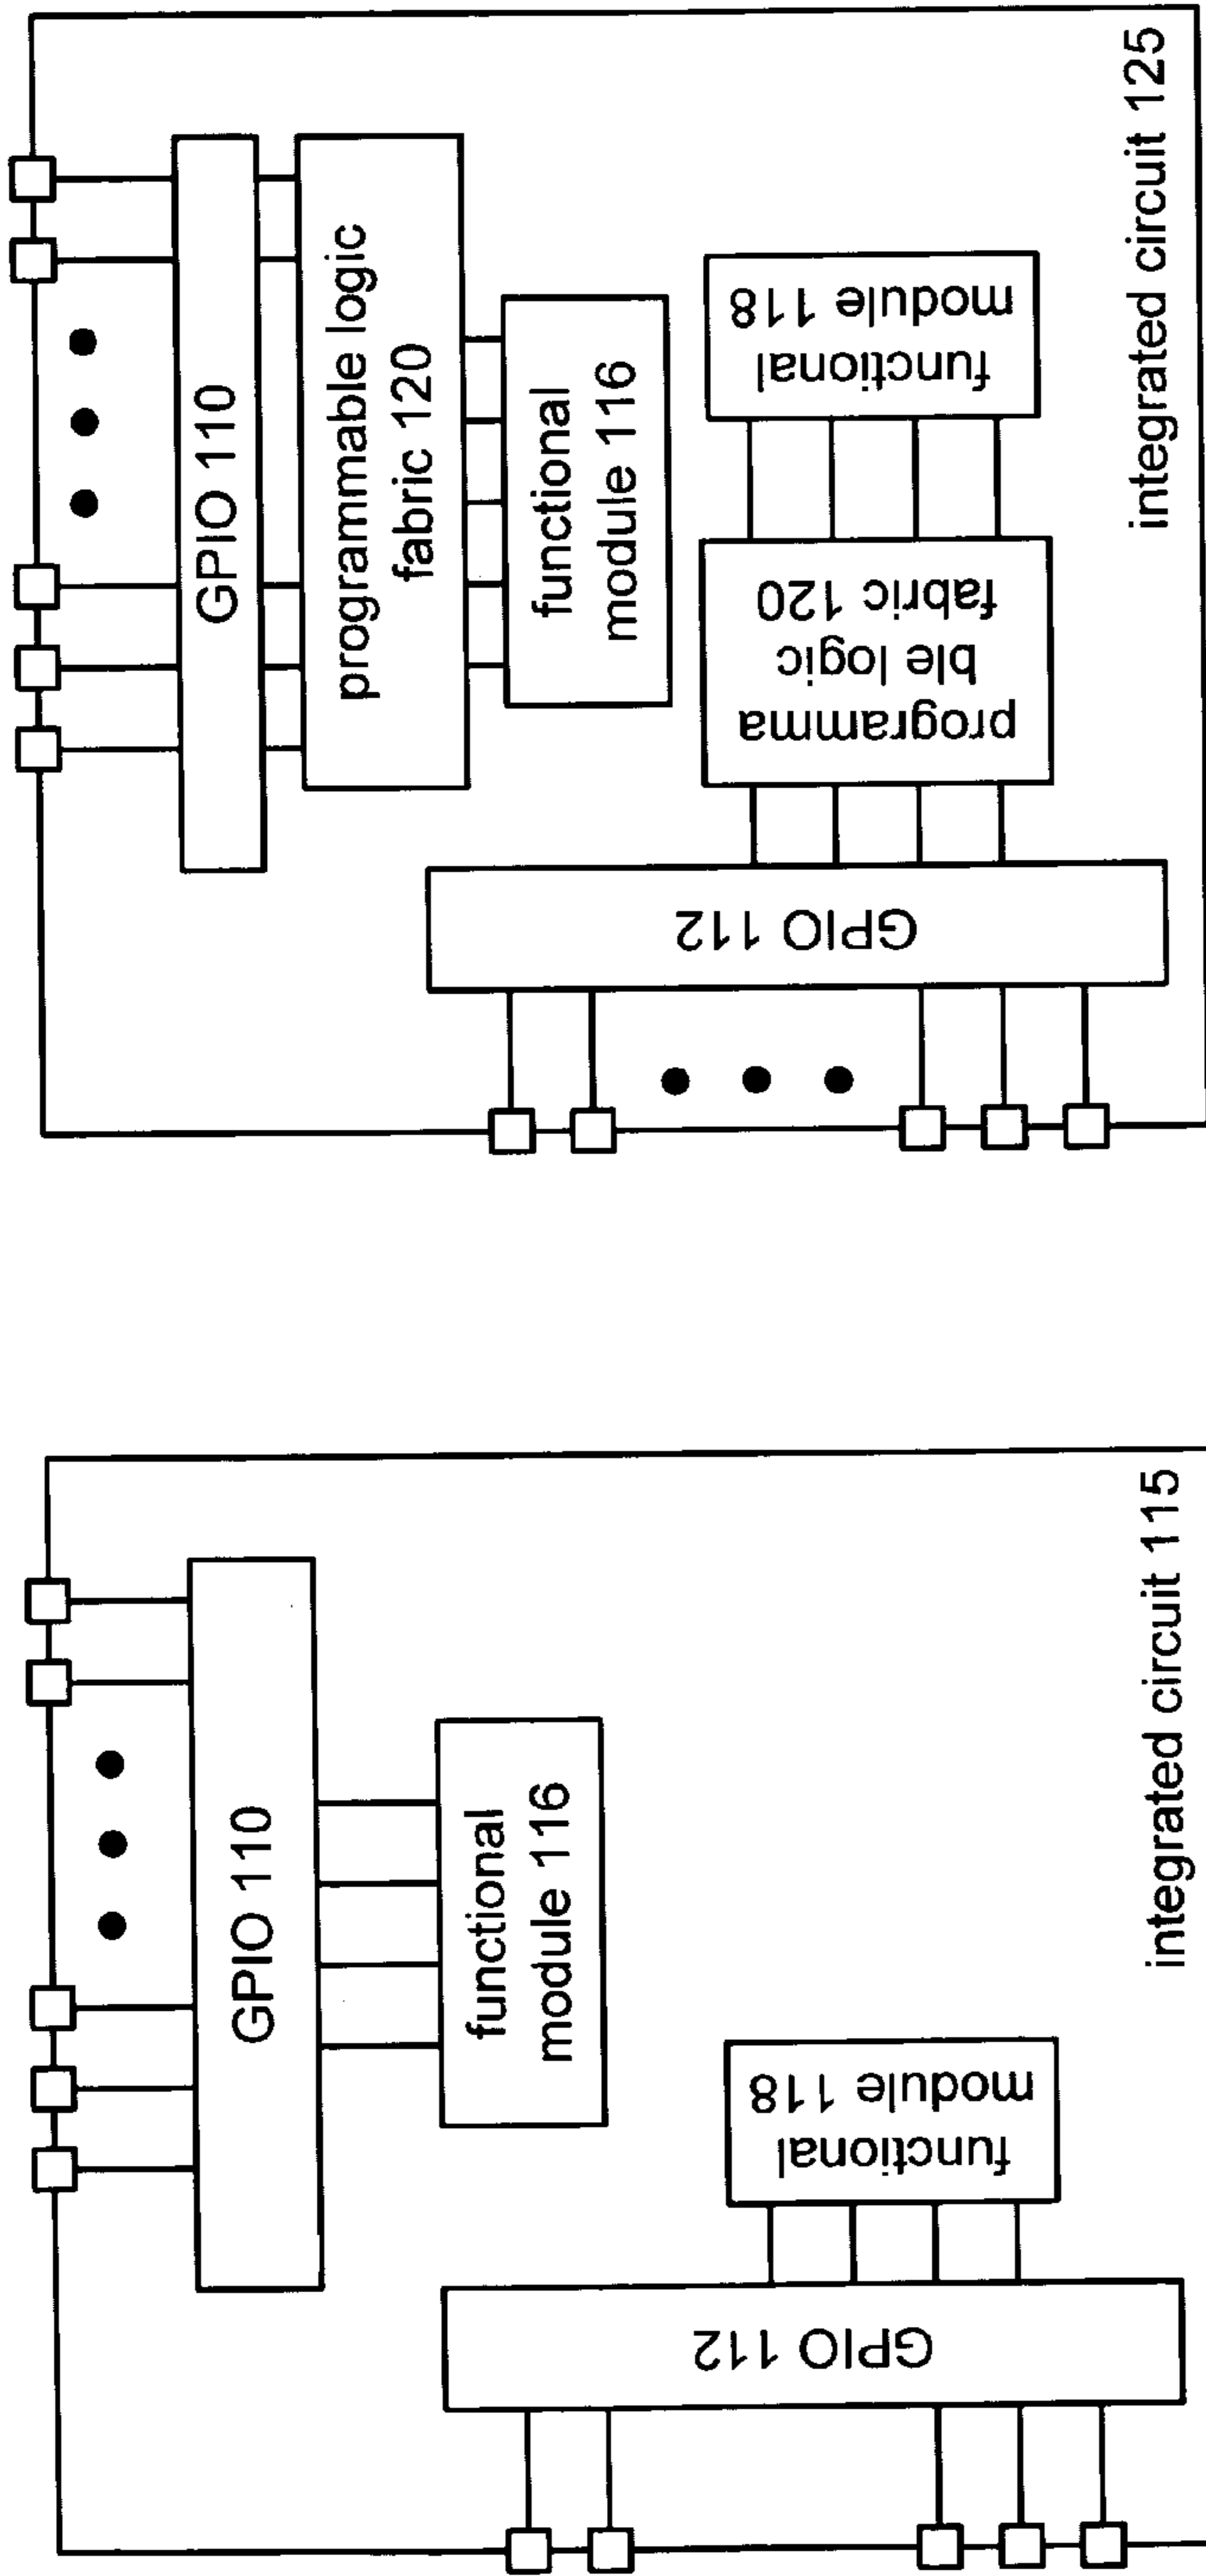 GPIO 110
programmable logic
fabric 120
functional
module 116
GPIO 112
programma
ble logic
fabric 120
functional
module 118
integrated circuit 125
GPIO 110
functional
module 116
GPIO 112
functional
module 118
integrated circuit 115